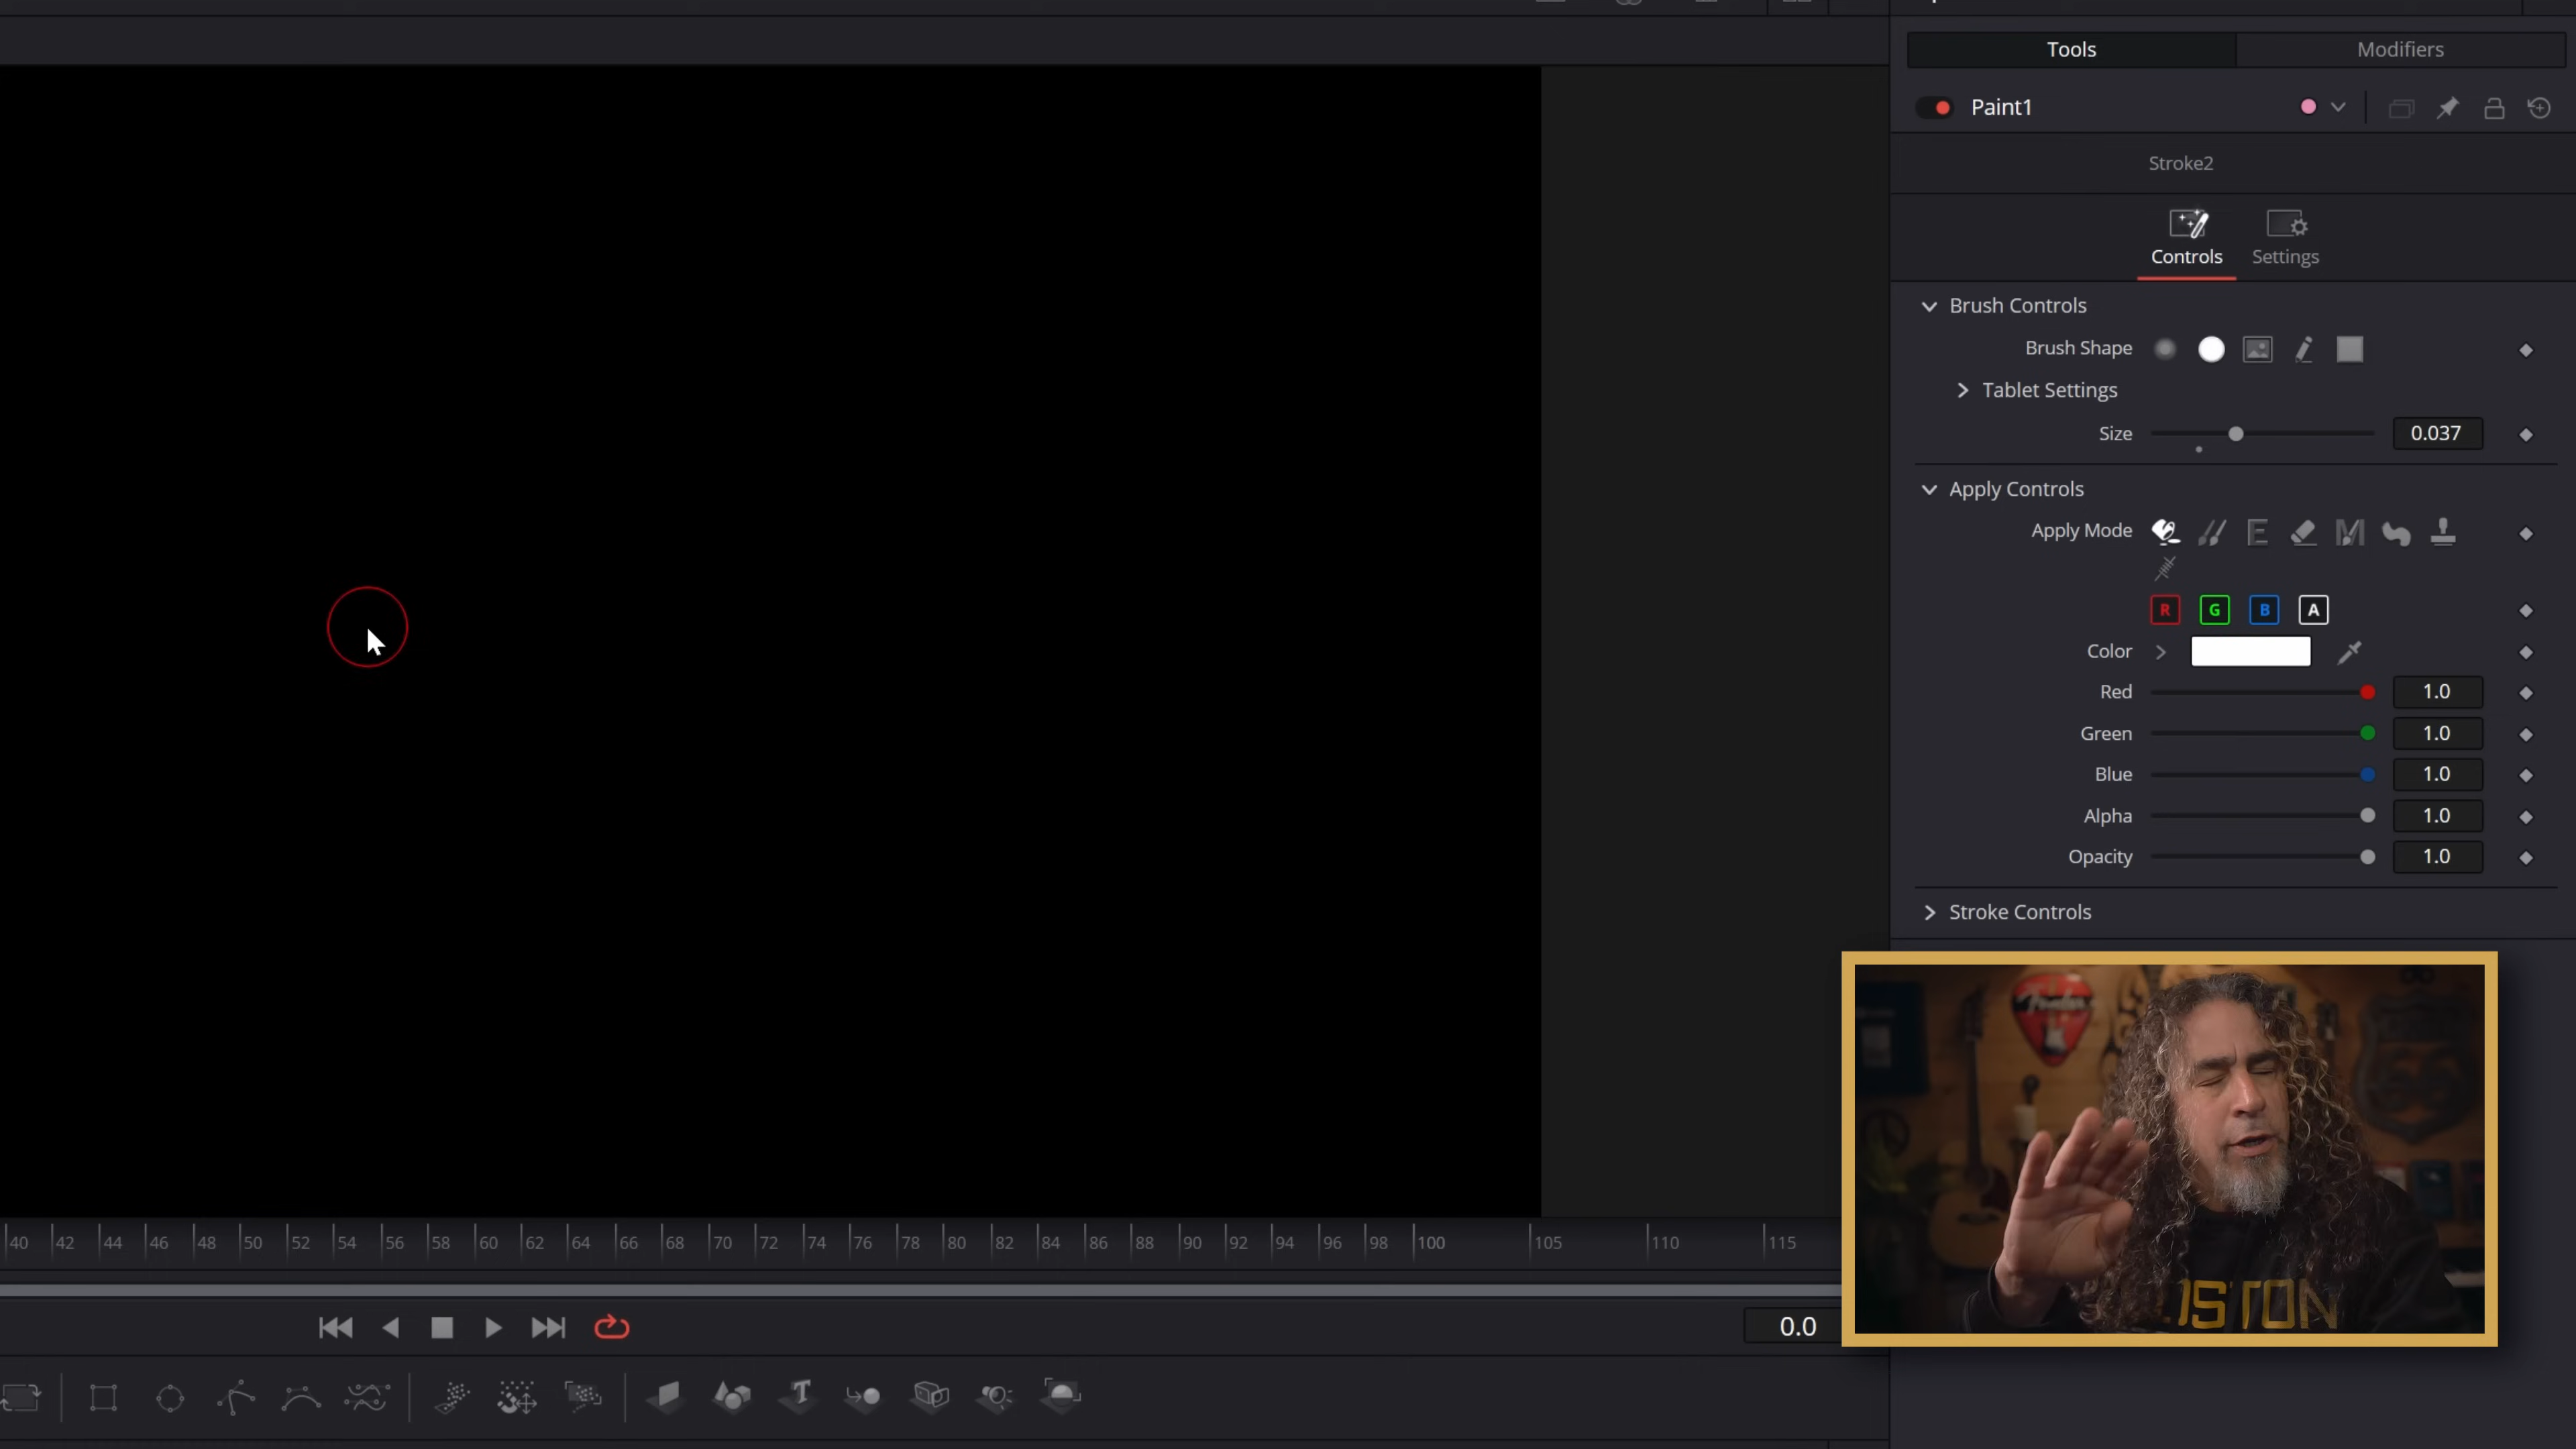 Tools Modifiers
Paint1
Stroke2
Controls Settings
Brush Controls
Brush Shape
Tablet Settings
Size 0.037
Apply Controls
Apply Mode E M
R G B A
Color
Red 1.0
Green 1.0
Blue 1.0
Alpha 1.0
Opacity 1.0
Stroke Controls
Fender
40 42 44 46 48 50 52 54 56 58 60 62 64 66 68 70 72 74 76 78 80 82 84 86 88 90 92 94 96 98 100 105 110 115
0.0
T